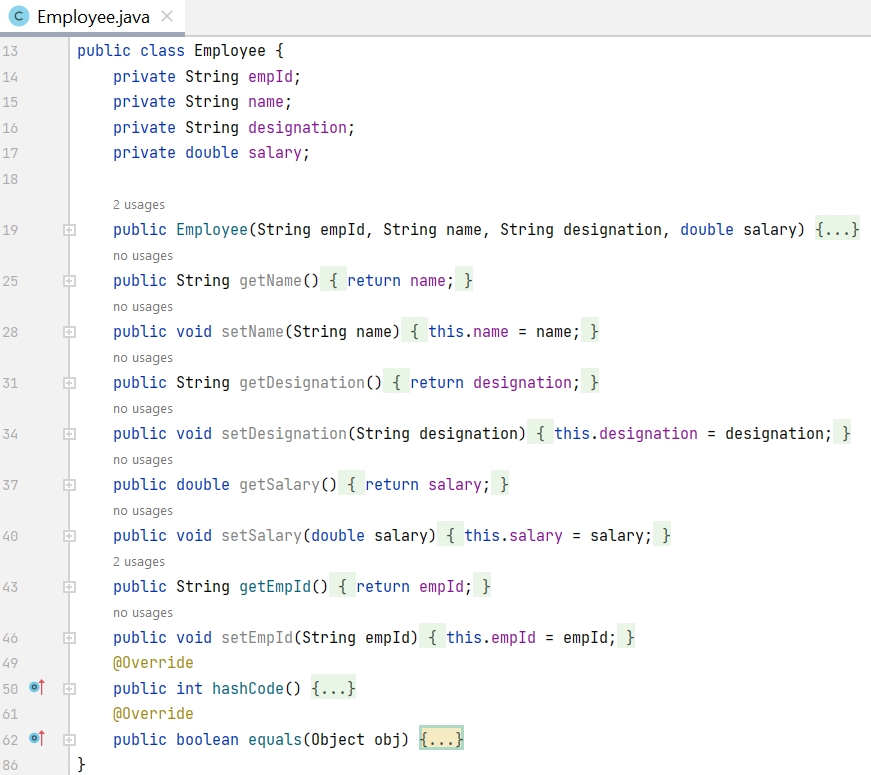 C Employee.java
13 public class Employee {
14 private String empId;
15 private String name;
16 private String designation;
17 private double salary;
18
2 usages
19 public Employee(String empId, String name, String designation, double salary) {...}
no usages
25 public String getName() { return name; }
no usages
28 public void setName(String name) { this.name = name; }
no usages
31 public String getDesignation() { return designation; }
no usages
34 public void setDesignation(String designation) { this.designation = designation; }
no usages
37 public double getSalary() { return salary; }
no usages
40 public void setSalary(double salary) { this.salary = salary; }
2 usages
43 public String getEmpId() { return empId; }
no usages
46 public void setEmpId(String empId) { this.empId = empId; }
49 @Override
50 public int hashCode() {...}
61 @Override
62 public boolean equals(Object obj) {...}
86 }